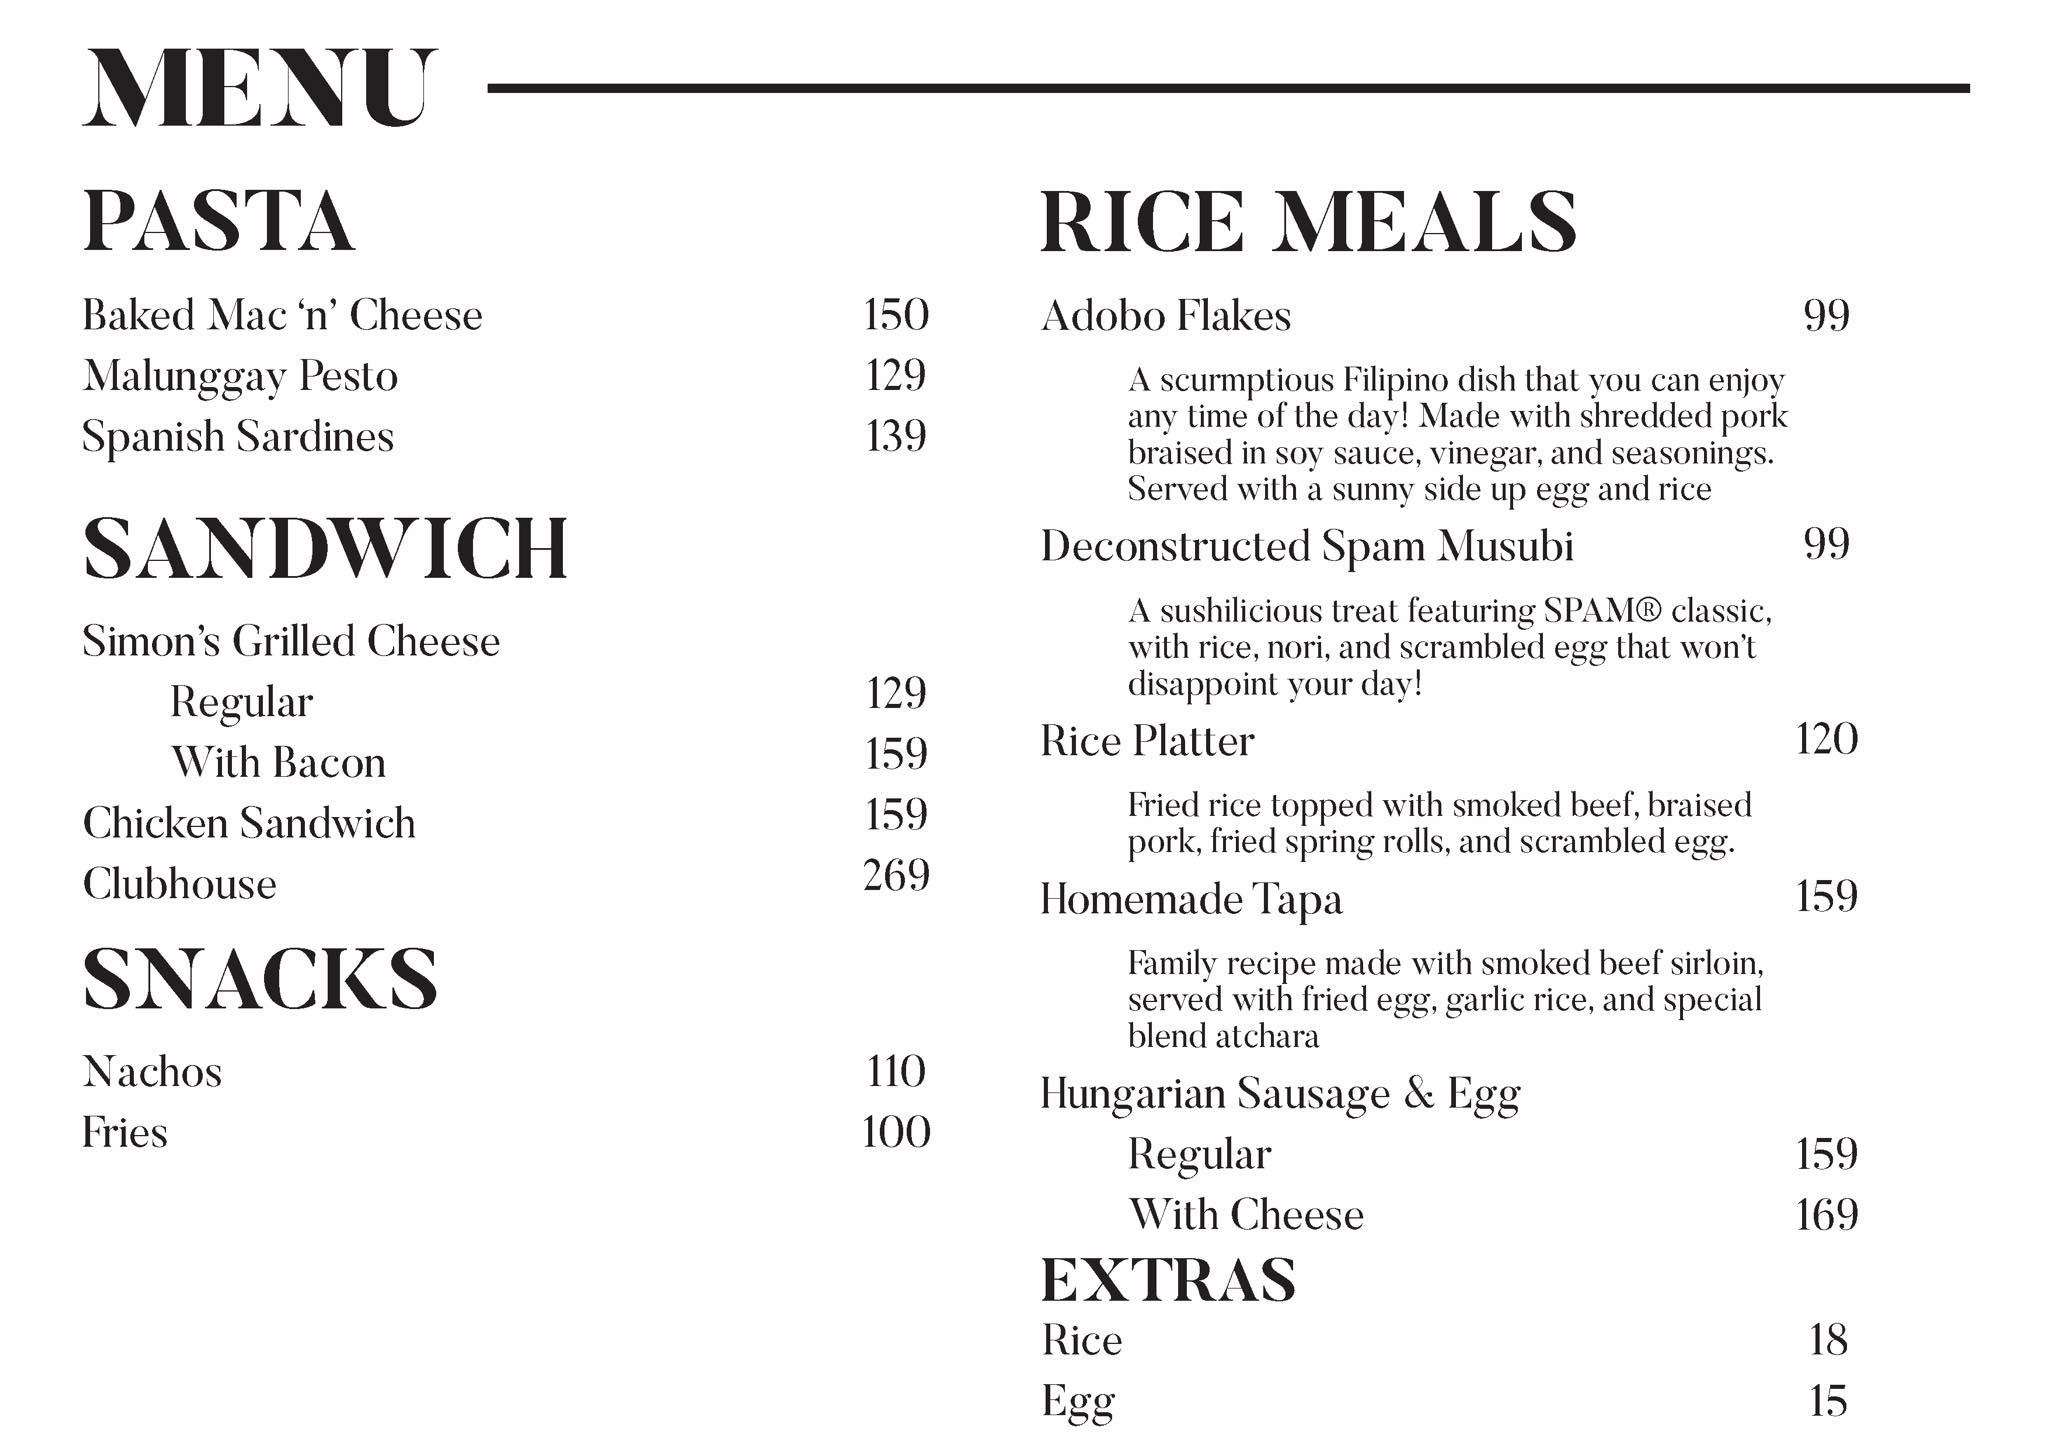 MENU
PASTA
Baked Mac ‘n’ Cheese 150
Malunggay Pesto 129
Spanish Sardines 139
SANDWICH
Simon’s Grilled Cheese
Regular 129
With Bacon 159
Chicken Sandwich 159
Clubhouse 269
SNACKS
Nachos 110
Fries 100
RICE MEALS
Adobo Flakes 99
A scurmptious Filipino dish that you can enjoy
any time of the day! Made with shredded pork
braised in soy sauce, vinegar, and seasonings.
Served with a sunny side up egg and rice
Deconstructed Spam Musubi 99
A sushilicious treat featuring SPAM® classic,
with rice, nori, and scrambled egg that won’t
disappoint your day!
Rice Platter 120
Fried rice topped with smoked beef, braised
pork, fried spring rolls, and scrambled egg.
Homemade Tapa 159
Family recipe made with smoked beef sirloin,
served with fried egg, garlic rice, and special
blend atchara
Hungarian Sausage & Egg
Regular 159
With Cheese 169
EXTRAS
Rice 18
Egg 15